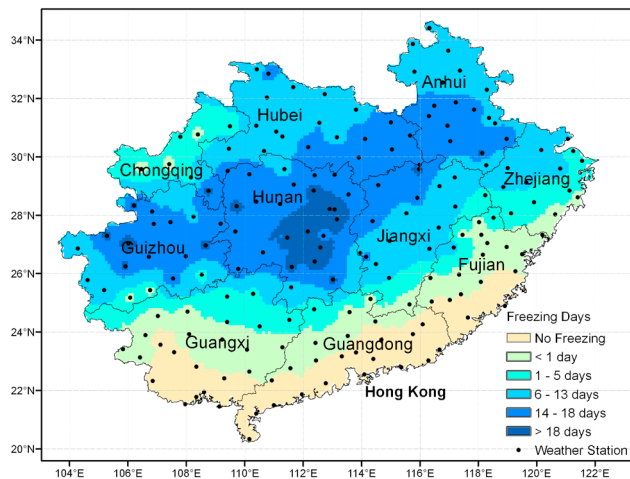 34°N
32°N
30°N
28°N
26°N
24°N
22°N
20°N
Anhui
Hubei
Chongqing
Zhejiang
Hunan
Guizhou
Jiangxi
Fujian
Guangxi
Guangdong
Hong Kong
Freezing Days
No Freezing
< 1 day
1 - 5 days
6 - 13 days
14 - 18 days
> 18 days
Weather Station
104°E 106°E 108°E 110°E 112°E 114°E 116°E 118°E 120°E 122°E